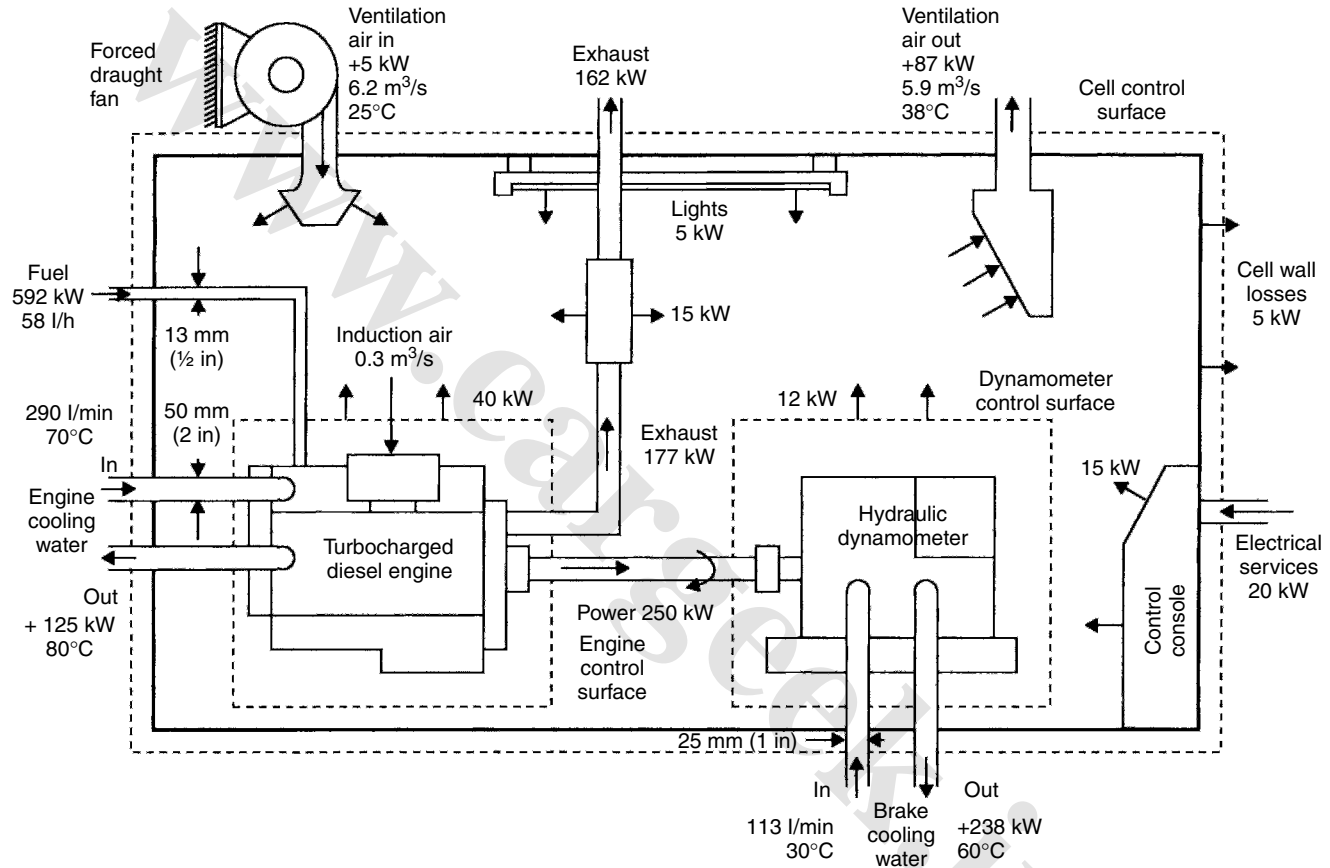 Forced
draught
fan
Ventilation
air in
+5 kW
6.2 m³/s
25°C
Exhaust
162 kW
Ventilation
air out
+87 kW
5.9 m³/s
38°C
Cell control
surface
Lights
5 kW
Fuel
592 kW
58 l/h
13 mm
(½ in)
Induction air
0.3 m³/s
15 kW
Cell wall
losses
5 kW
290 l/min
70°C
50 mm
(2 in)
40 kW
12 kW
Dynamometer
control surface
In
Engine
cooling
water
Exhaust
177 kW
15 kW
Turbocharged
diesel engine
Hydraulic
dynamometer
Electrical
services
20 kW
Out
+ 125 kW
80°C
Power 250 kW
Engine
control
surface
Control
console
25 mm (1 in)
In
113 l/min
30°C
Brake
cooling
water
Out
+238 kW
60°C